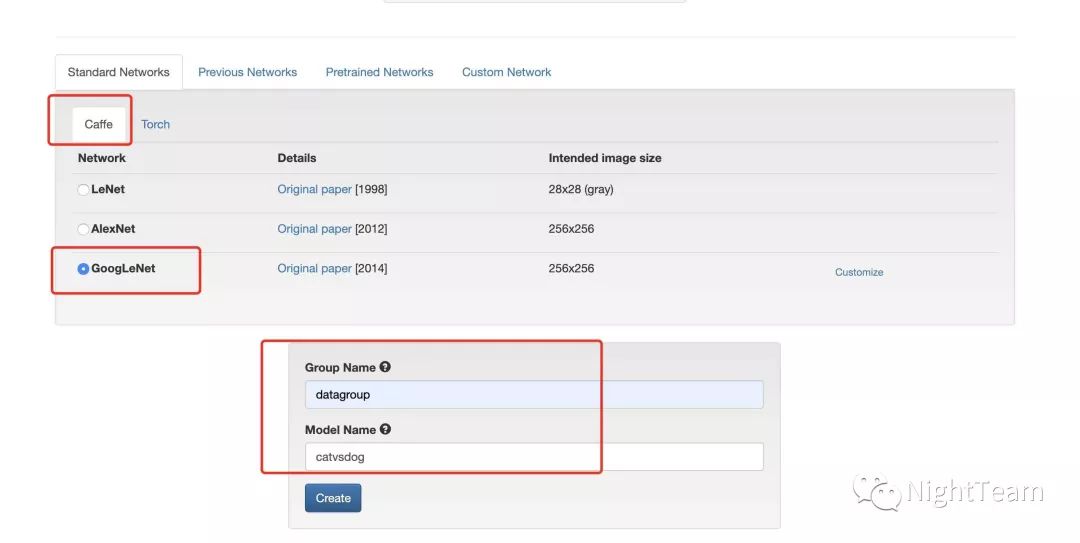 Standard Networks Previous Networks Pretrained Networks Custom Network
Caffe Torch
Network Details Intended image size
LeNet Original paper [1998] 28x28 (gray)
AlexNet Original paper [2012] 256x256
GoogLeNet Original paper [2014] 256x256 Customize
Group Name ?
datagroup
Model Name ?
catvsdog
Create
NightTeam